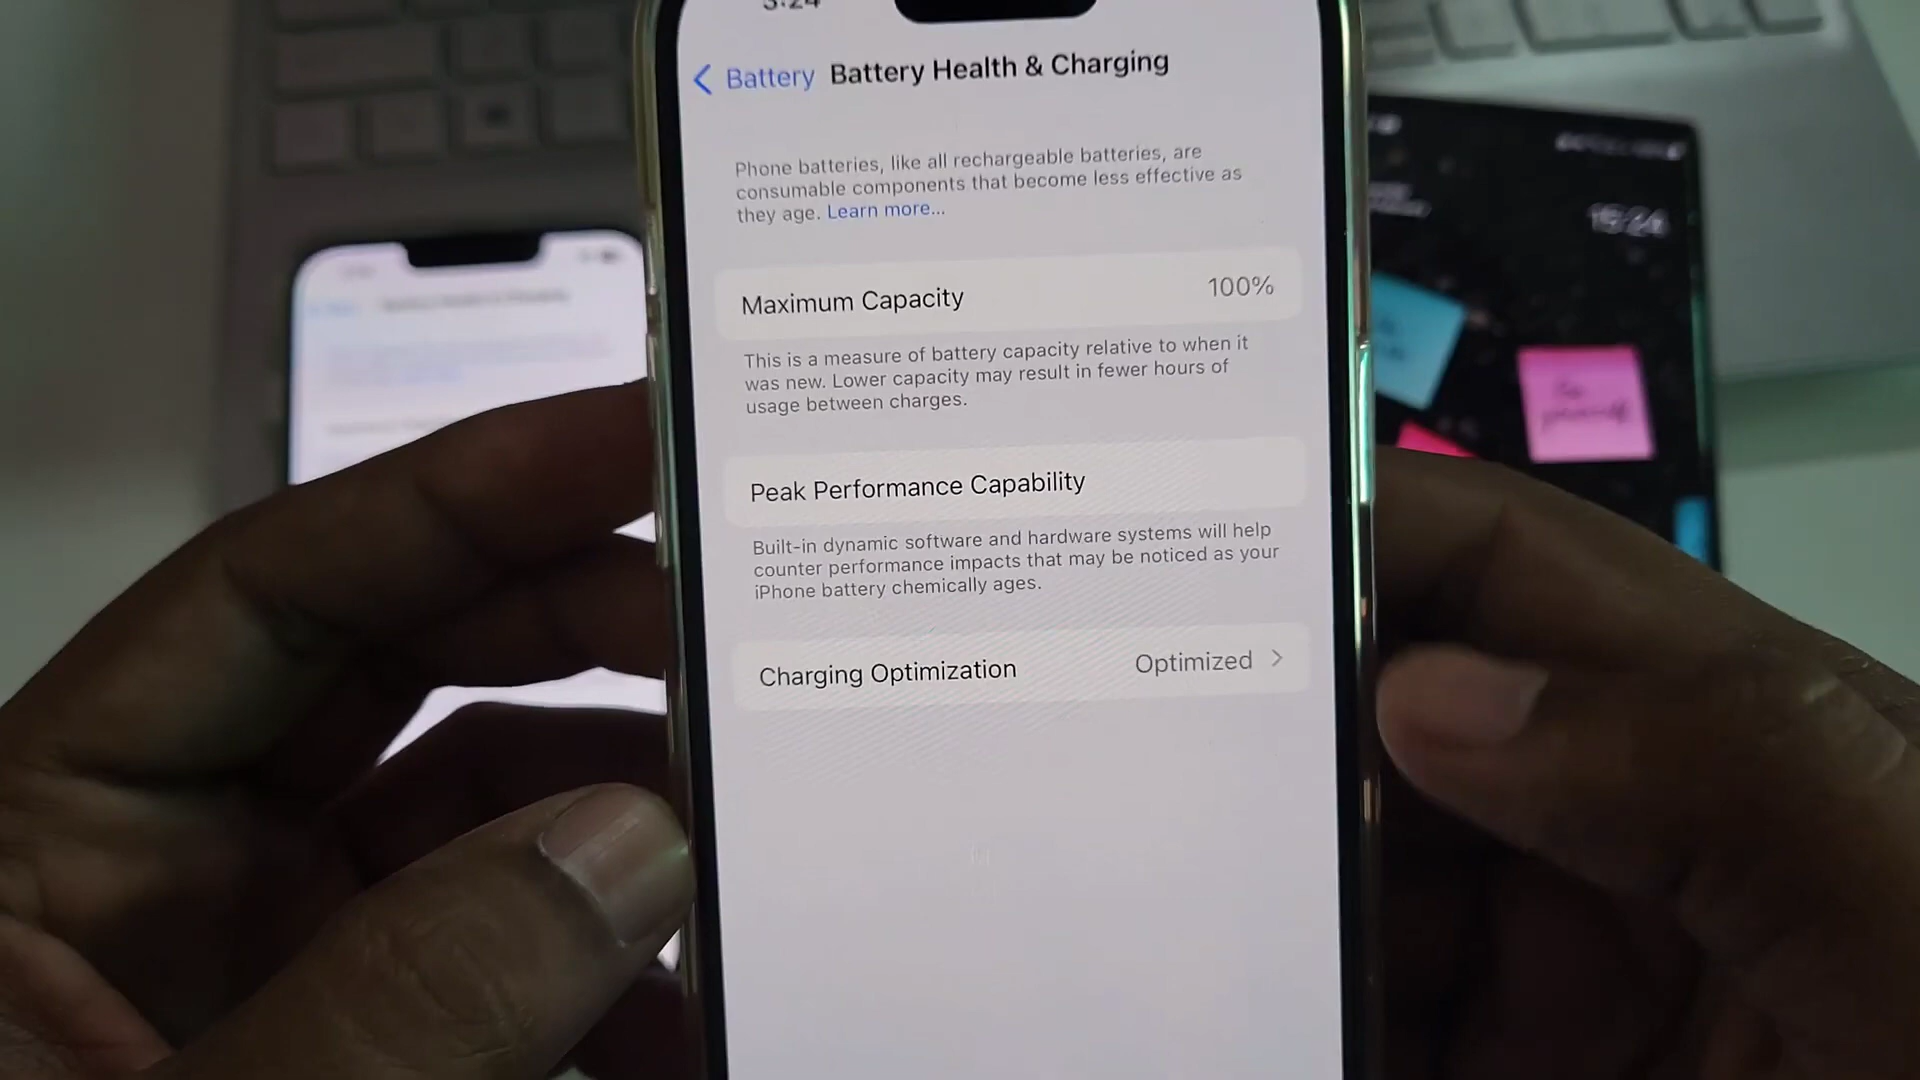 3:24
Battery Battery Health & Charging
Phone batteries, like all rechargeable batteries, are
consumable components that become less effective as
they age. Learn more...
Maximum Capacity 100%
This is a measure of battery capacity relative to when it
was new. Lower capacity may result in fewer hours of
usage between charges.
Peak Performance Capability
Built-in dynamic software and hardware systems will help
counter performance impacts that may be noticed as your
iPhone battery chemically ages.
Charging Optimization Optimized
15:24